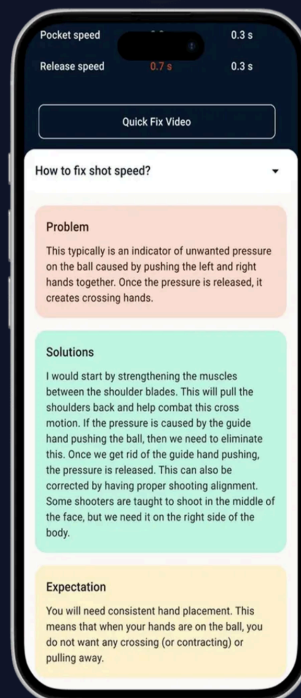 Pocket speed 0.3 s
Release speed 0.7 s 0.3 s
Quick Fix Video
How to fix shot speed?
Problem
This typically is an indicator of unwanted pressure
on the ball caused by pushing the left and right
hands together. Once the pressure is released, it
creates crossing hands.
Solutions
I would start by strengthening the muscles
between the shoulder blades. This will pull the
shoulders back and help combat this cross
motion. If the pressure is caused by the guide
hand pushing the ball, then we need to eliminate
this. Once we get rid of the guide hand pushing,
the pressure is released. This can also be
corrected by having proper shooting alignment.
Some shooters are taught to shoot in the middle of
the face, but we need it on the right side of the
body.
Expectation
You will need consistent hand placement. This
means that when your hands are on the ball, you
do not want any crossing (or contracting) or
pulling away.